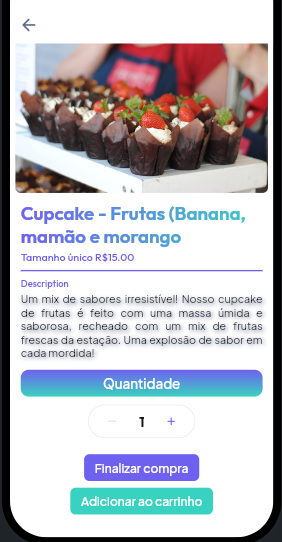 Cupcake - Frutas (Banana,
mamão e morango
Tamanho único R$15.00
Description
Um mix de sabores irresistível! Nosso cupcake
de frutas é feito com uma massa úmida e
saborosa, recheado com um mix de frutas
frescas da estação. Uma explosão de sabor em
cada mordida!
Quantidade
− 1 +
Finalizar compra
Adicionar ao carrinho